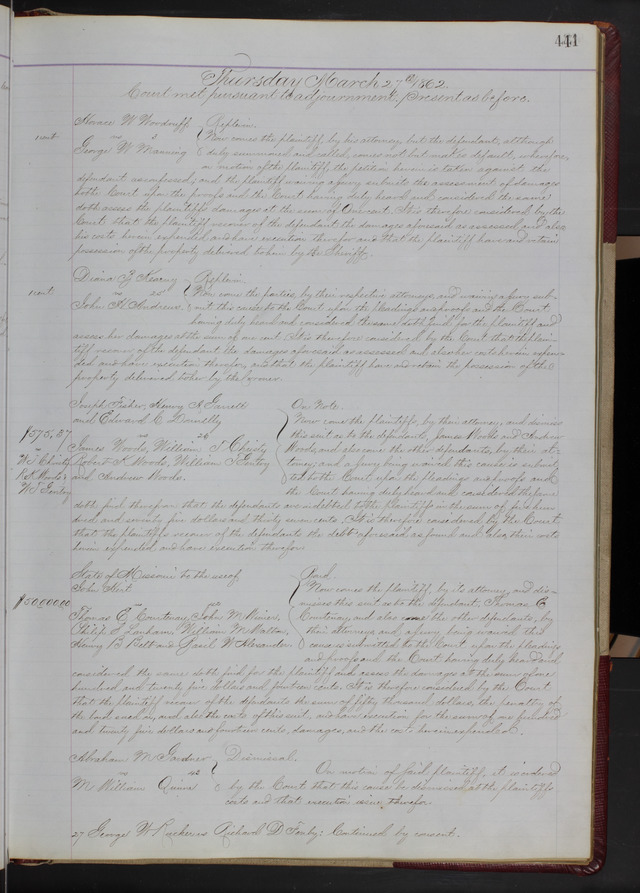 441
Thursday March 27th 1862.
Court met pursuant to adjournment, present as before.
Horace W Woodruff Replevin.
1 cent vs 2 Now comes the plaintiff, by his attorney, but the defendant, although
George W Manning duly summoned and called, comes not but makes default, wherefore,
on motion of the plaintiff, the petition herein is taken against the
defendant as confessed, and the plaintiff waiving a jury submits the assessment of damages
to the Court upon the proofs and the Court having duly heard and considered the same
doth assess the plaintiffs damages at the sum of One cent. It is therefore considered by the
Court that the plaintiff recover of the defendant the damages aforesaid as assessed, and also
his costs herein expended and have execution therefor and that the plaintiff have and retain
possession of the property delivered to him by the Sheriff.
Diana Kearny Replevin.
1 cent vs Now come the parties, by their respective attorneys, and waiving a jury sub-
John H Andrews. mit this cause to the Court upon the pleadings and proofs and the Court
having duly heard and considered the same doth find for the plaintiff and
assess her damages at the sum of one cent. It is therefore considered by the Court that the plain-
tiff recover of the defendant the damages aforesaid as assessed and also her costs herein expen-
ded and have execution therefor, and that the plaintiff have and retain the possession of the
property delivered to her by the
Joseph Fisher, Henry A. Garrett On Note.
and Edward C Donnelly Now come the plaintiffs, by their attorney, and dismiss
$575,37 vs this suit as to the defendants, James Woods and Andrew
James Woods, William T. Christy Woods, and also come the other defendants, by their at-
W T Christy Robert K Woods, William T Gentry torney; and a jury being waived this cause is submit-
R K Woods & and Andrew Woods. ted to the Court upon the pleadings and proofs and
W T Gentry the Court having duly heard and considered the same
doth find therefrom that the defendants are indebted to the plaintiffs in the sum of five hun-
dred and seventy five dollars and thirty seven cents. It is therefore considered by the Court
that the plaintiffs recover of the defendants the debt aforesaid as found and also their costs
herein expended and have execution therefor.
State of Missouri to the use of Bond.
John Now comes the plaintiff, by its attorney, and dis-
$50,000,00 vs misses this suit as to the defendant, Thomas C
Thomas C Courtenay, John M Wimer, Courtenay and also come the other defendants, by
Philip Lanham, William M Patton, their attorneys and, a jury being waived this
Henry B Belt and Basil W Alexander cause is submitted to the Court upon the pleadings
and proofs and the Court having duly heard and
considered the same doth find for the plaintiff and assess the damages at the sum of one
hundred and twenty five dollars and fourteen cents. It is therefore considered by the Court
that the plaintiff recover of the defendants the sum of fifty thousand dollars, the penalty of
the bond sued on, and also the costs of this suit, and have execution for the sum of one hundred
and twenty five dollars and fourteen cents, damages, and the costs herein expended.
Abraham M Gardner Dismissal.
vs On motion of said plaintiff, it is ordered
M William Quinn by the Court that this cause be dismissed at the plaintiffs
costs and that execution issue therefor.
27 George W vs Richard D : Continued by consent.